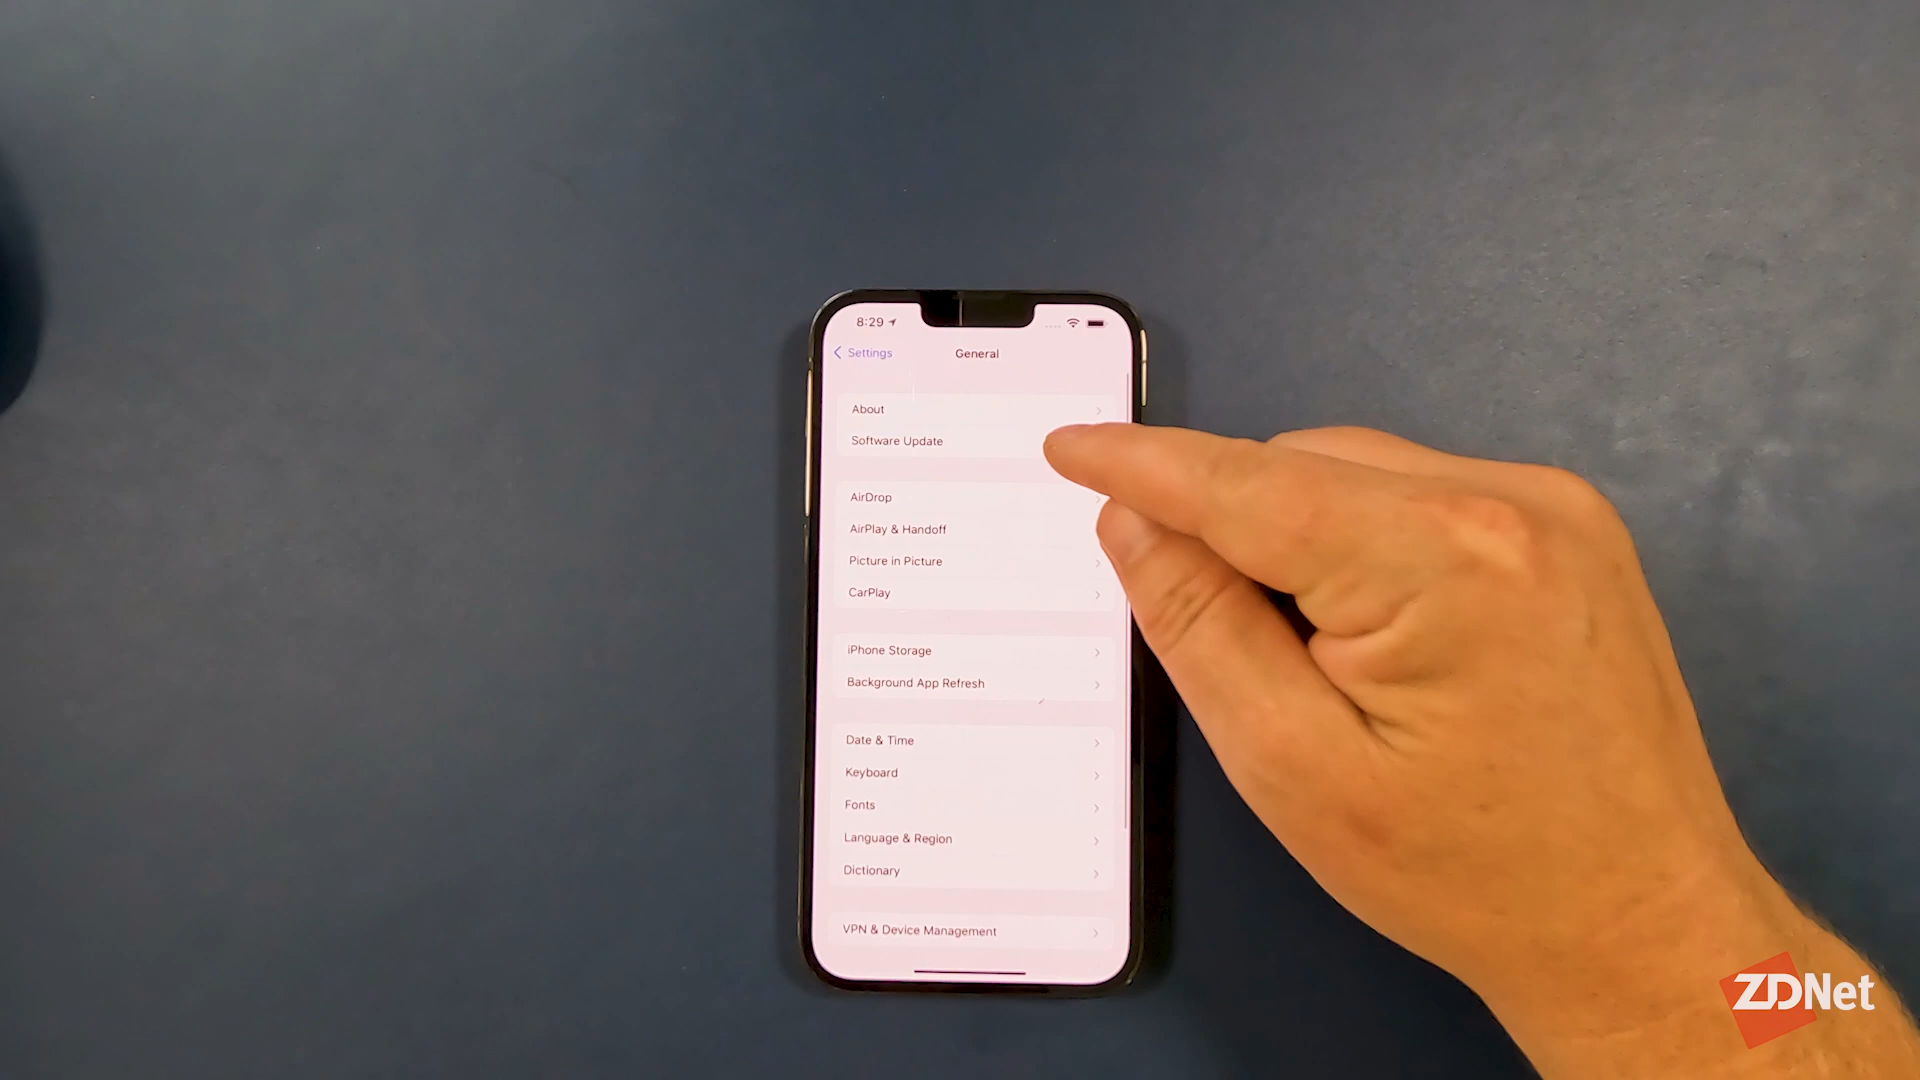 8:29
Settings
General
About
Software Update
AirDrop
AirPlay & Handoff
Picture in Picture
CarPlay
iPhone Storage
Background App Refresh
Date & Time
Keyboard
Fonts
Language & Region
Dictionary
VPN & Device Management
ZDNet